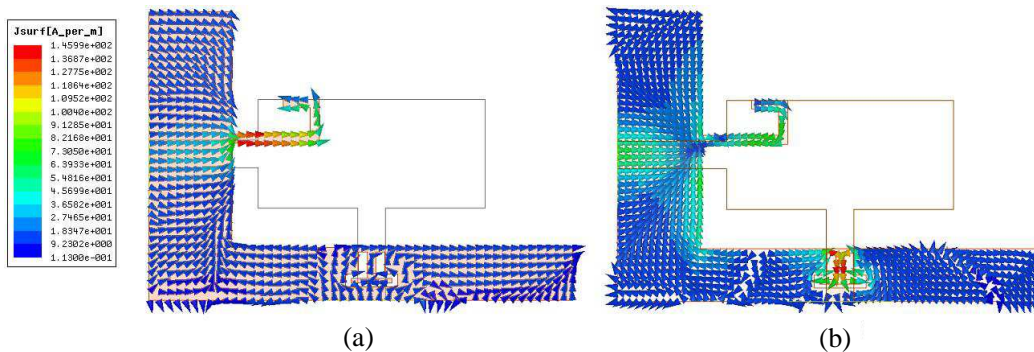 Jsurf[A_per_m]
1.4599e+002
1.3687e+002
1.2775e+002
1.1864e+002
1.0952e+002
1.0040e+002
9.1285e+001
8.2168e+001
7.3050e+001
6.3933e+001
5.4816e+001
4.5699e+001
3.6582e+001
2.7465e+001
1.8347e+001
9.2302e+000
1.1300e-001
(a)
(b)